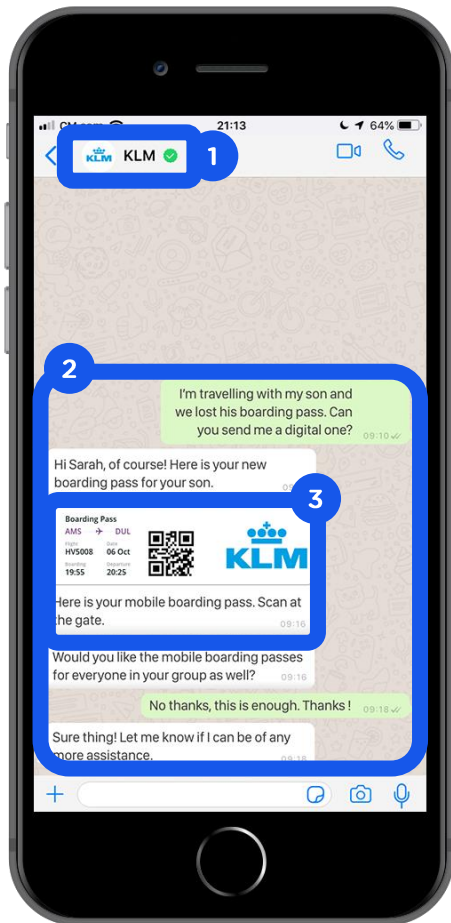 21:13
64%
KLM KLM
1
2
I'm travelling with my son and
we lost his boarding pass. Can
you send me a digital one?
09:10
Hi Sarah, of course! Here is your new
boarding pass for your son.
3
Boarding Pass
AMS DUL
Flight Date
HV5008 06 Oct
Boarding Departure
19:55 20:25
KLM
Here is your mobile boarding pass. Scan at
the gate.
09:16
Would you like the mobile boarding passes
for everyone in your group as well?
09:16
No thanks, this is enough. Thanks !
09:18
Sure thing! Let me know if I can be of any
more assistance.
09:18